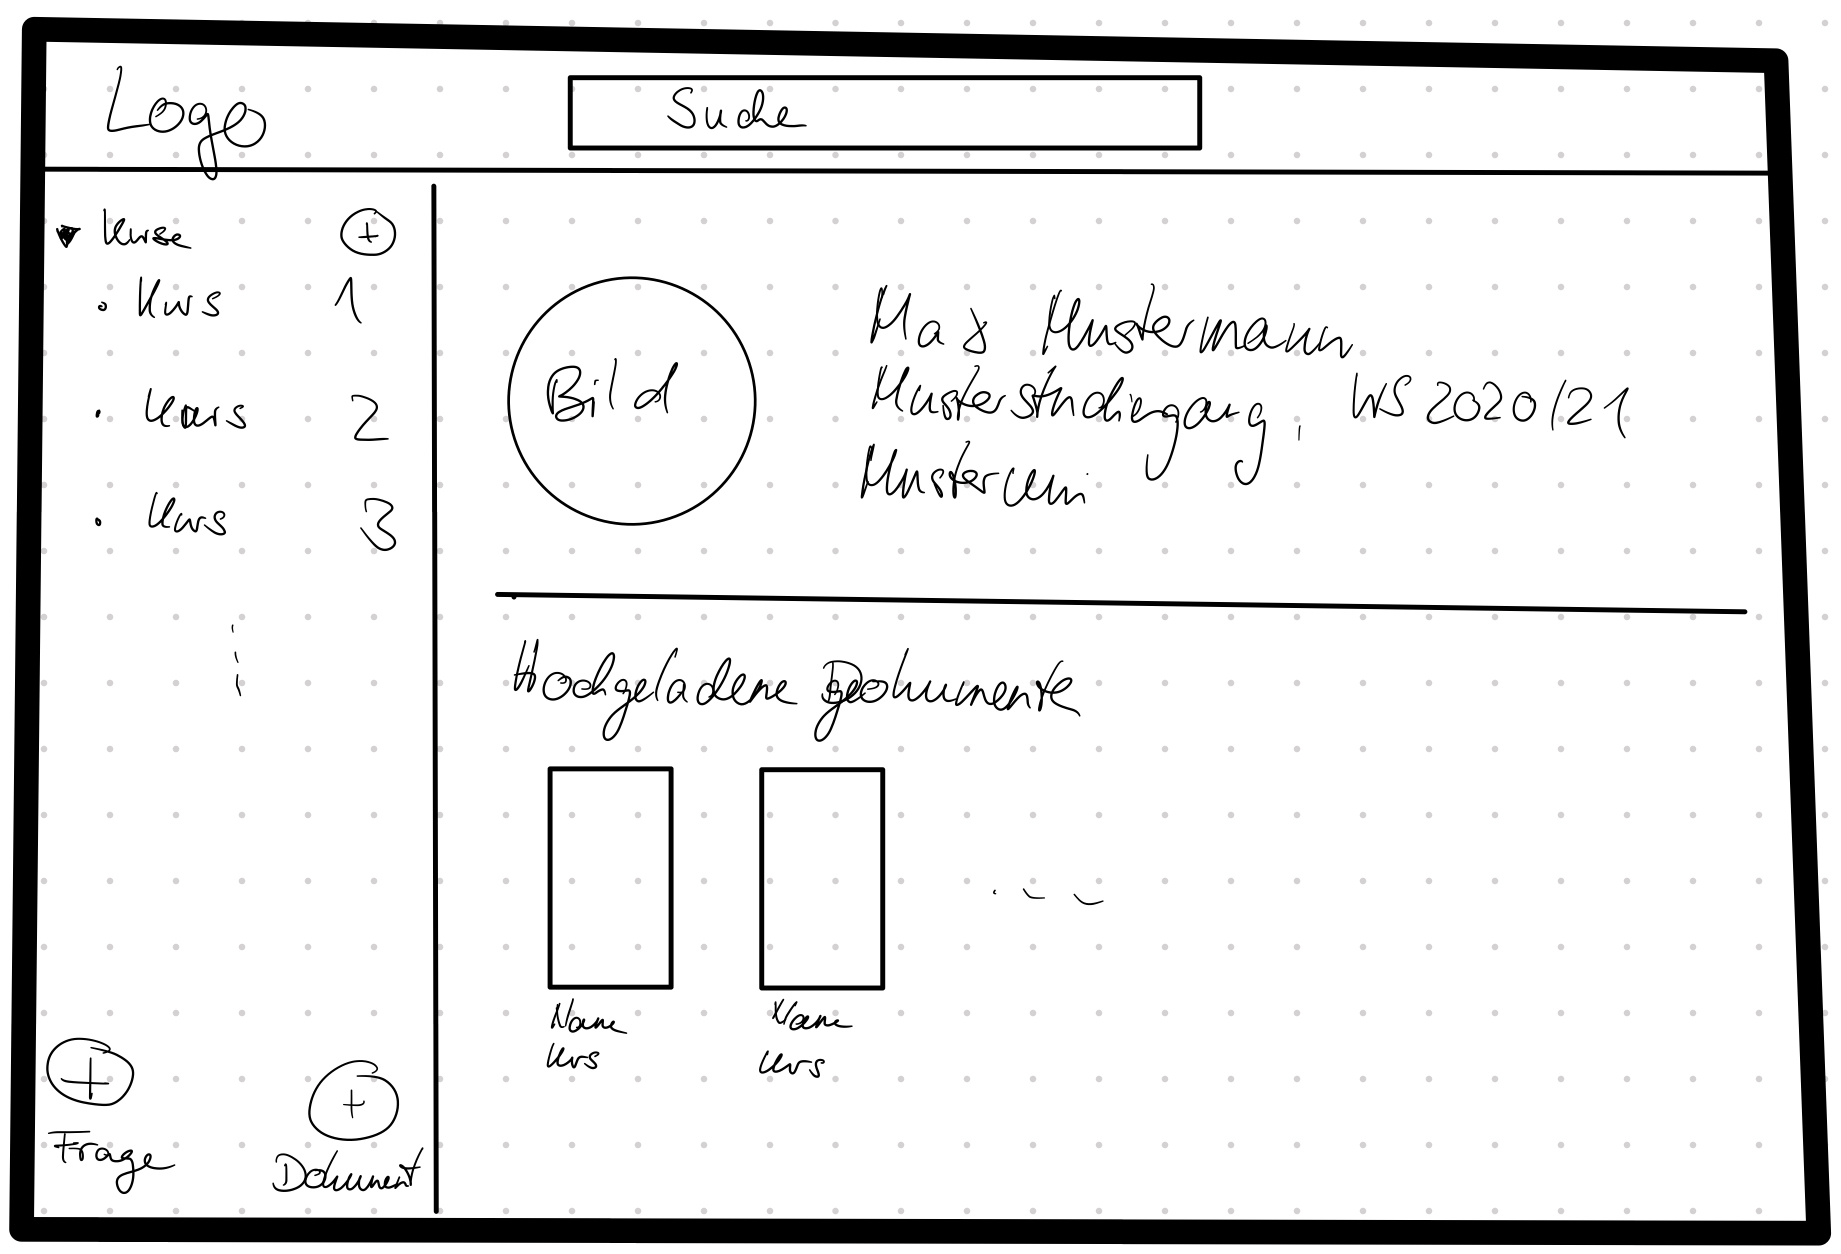 Logo
Suche
Kurse +
Kurs 1
Kurs 2
Kurs 3
Bild
Max Mustermann
Musterstudiengang, WS 2020/21
Musteruni
Hochgeladene Dokumente
Name
Kurs
Name
Kurs
+
Frage
+
Dokument